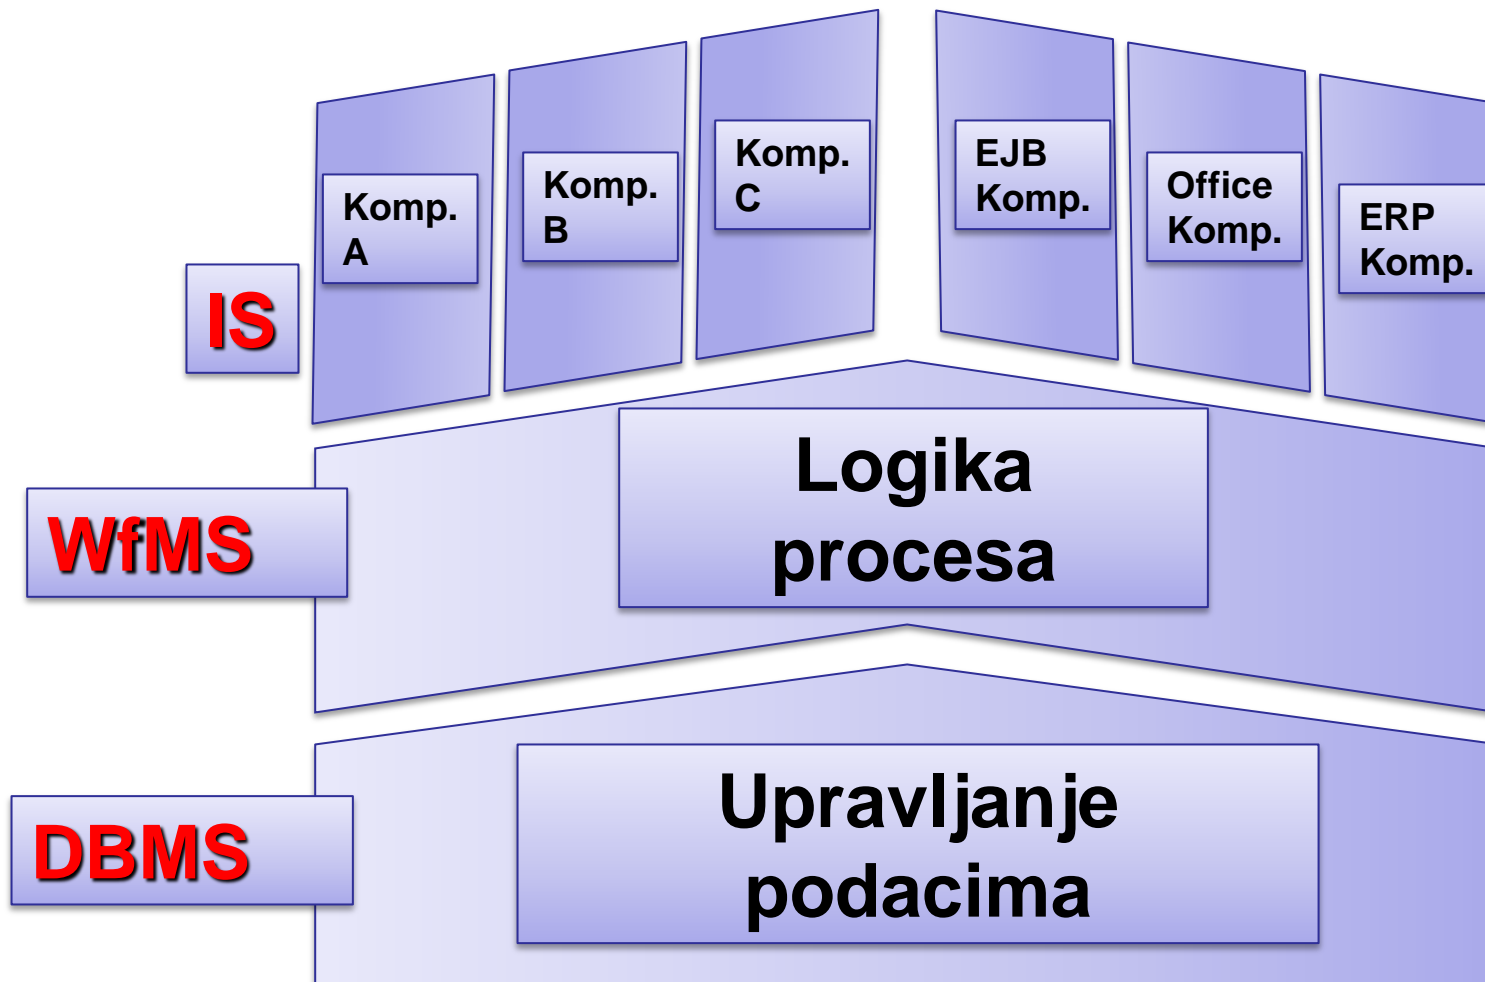 Komp.
A
Komp.
B
Komp.
C
EJB
Komp.
Office
Komp.
ERP
Komp.
IS
Logika
procesa
WfMS
Upravljanje
podacima
DBMS